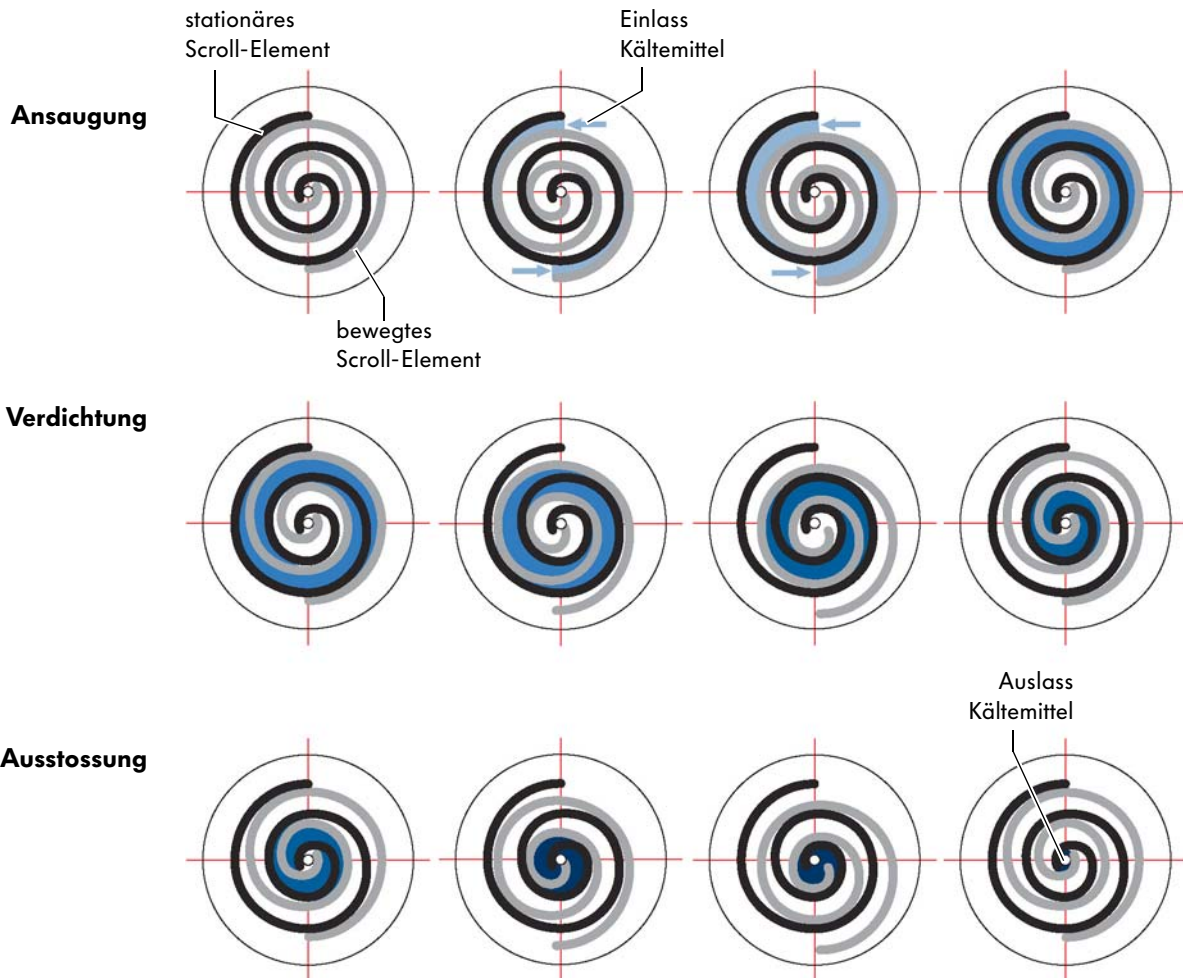 stationäres
Scroll-Element
Einlass
Kältemittel
Ansaugung
bewegtes
Scroll-Element
Verdichtung
Auslass
Kältemittel
Ausstossung